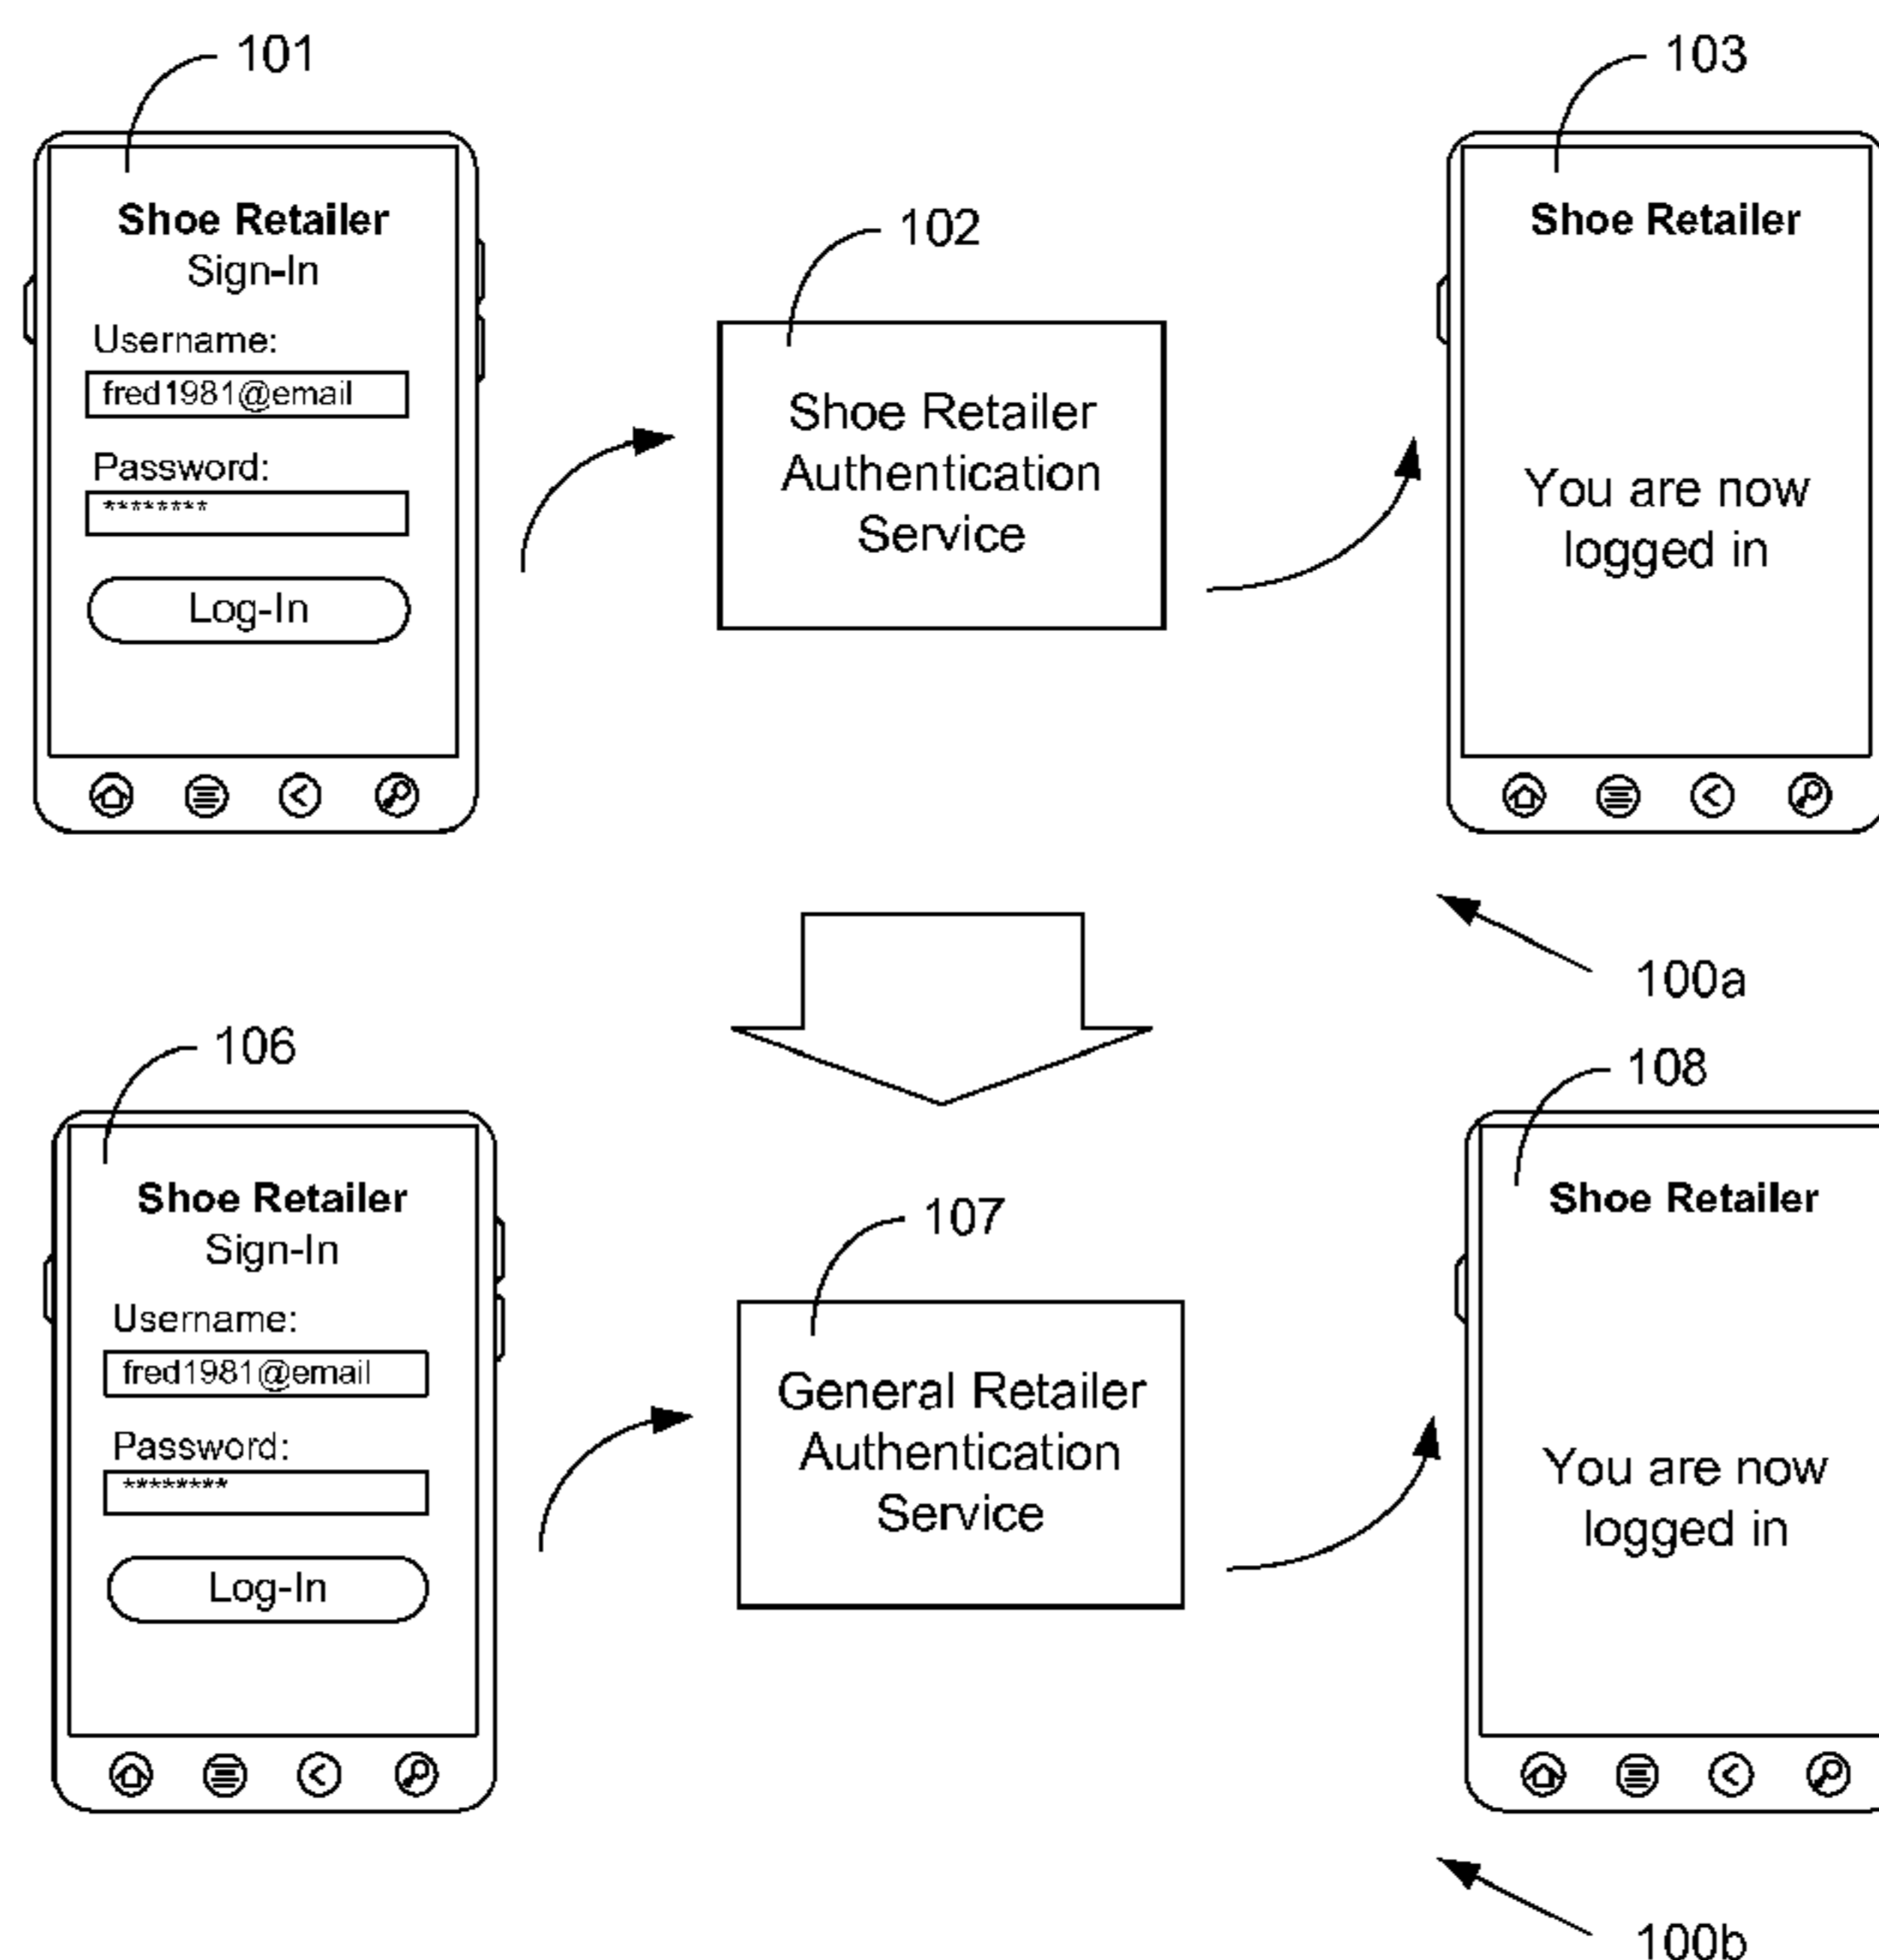 101
103
Shoe Retailer
Sign-In
Username:
fred1981@email
Password:
********
Log-In
102
Shoe Retailer
Authentication
Service
Shoe Retailer
You are now
logged in
100a
106
108
Shoe Retailer
Sign-In
Username:
fred1981@email
Password:
********
Log-In
107
General Retailer
Authentication
Service
Shoe Retailer
You are now
logged in
100b